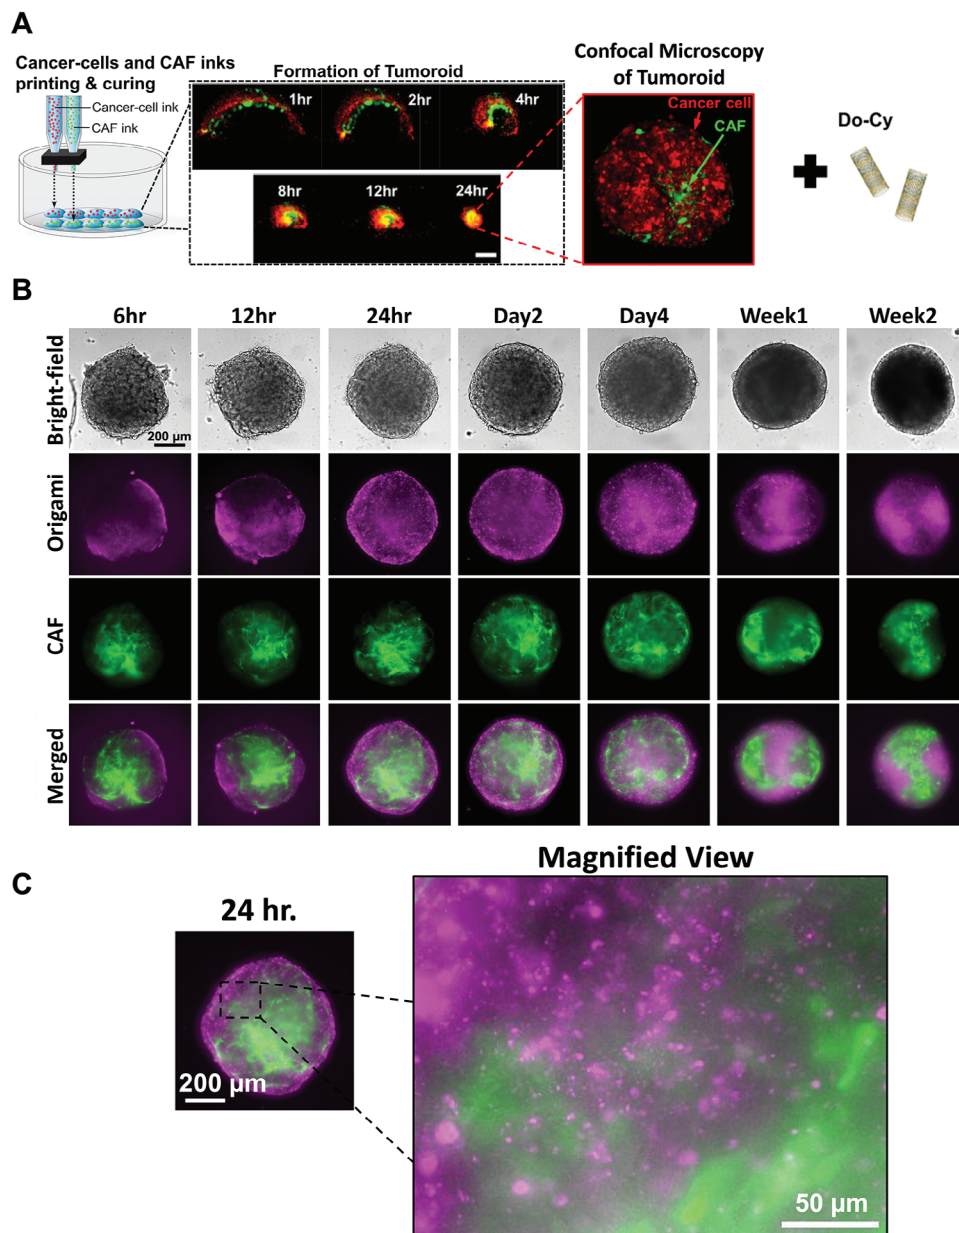 A
Cancer-cells and CAF inks
printing & curing
Cancer-cell ink
CAF ink
Formation of Tumoroid
1hr
2hr
4hr
8hr
12hr
24hr
Confocal Microscopy
of Tumoroid
Cancer cell
CAF
Do-Cy
B
6hr
12hr
24hr
Day2
Day4
Week1
Week2
Bright-field
200 µm
Origami
CAF
Merged
C
24 hr.
200 µm
Magnified View
50 µm